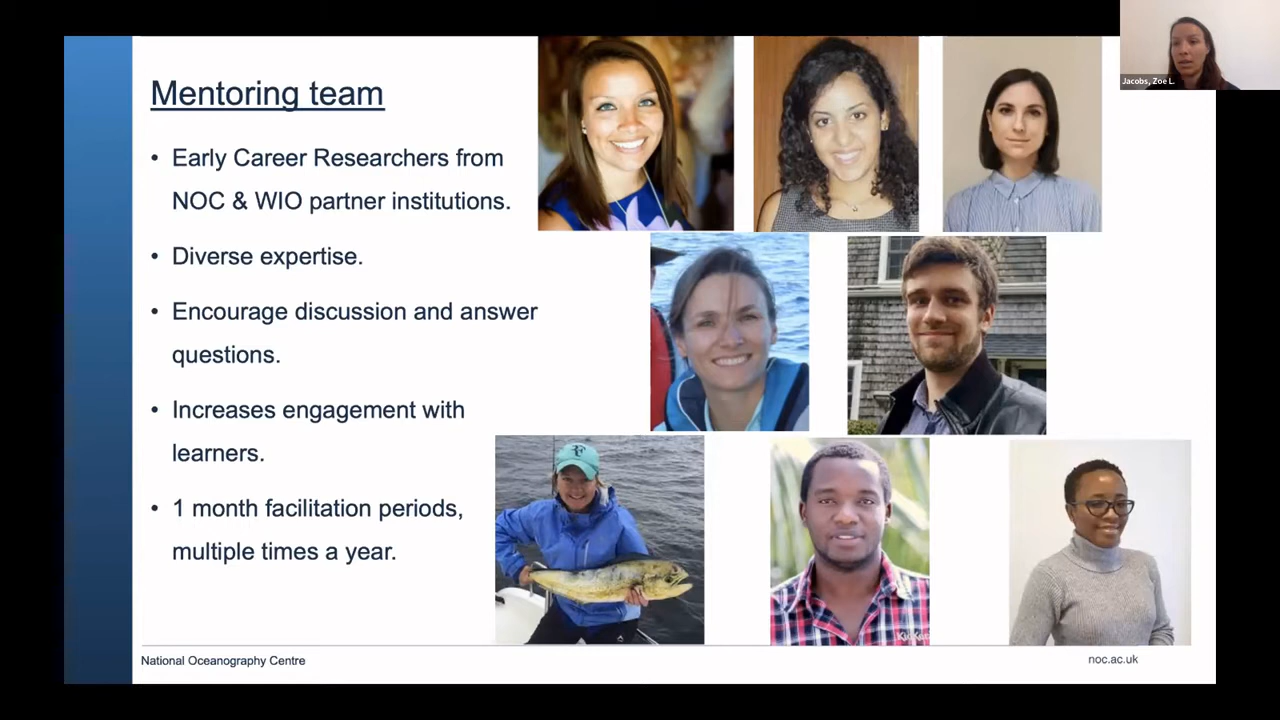 Mentoring team
• Early Career Researchers from
NOC & WIO partner institutions.
• Diverse expertise.
• Encourage discussion and answer
questions.
• Increases engagement with
learners.
• 1 month facilitation periods,
multiple times a year.
National Oceanography Centre
noc.ac.uk
Jacobs, Zoe L.